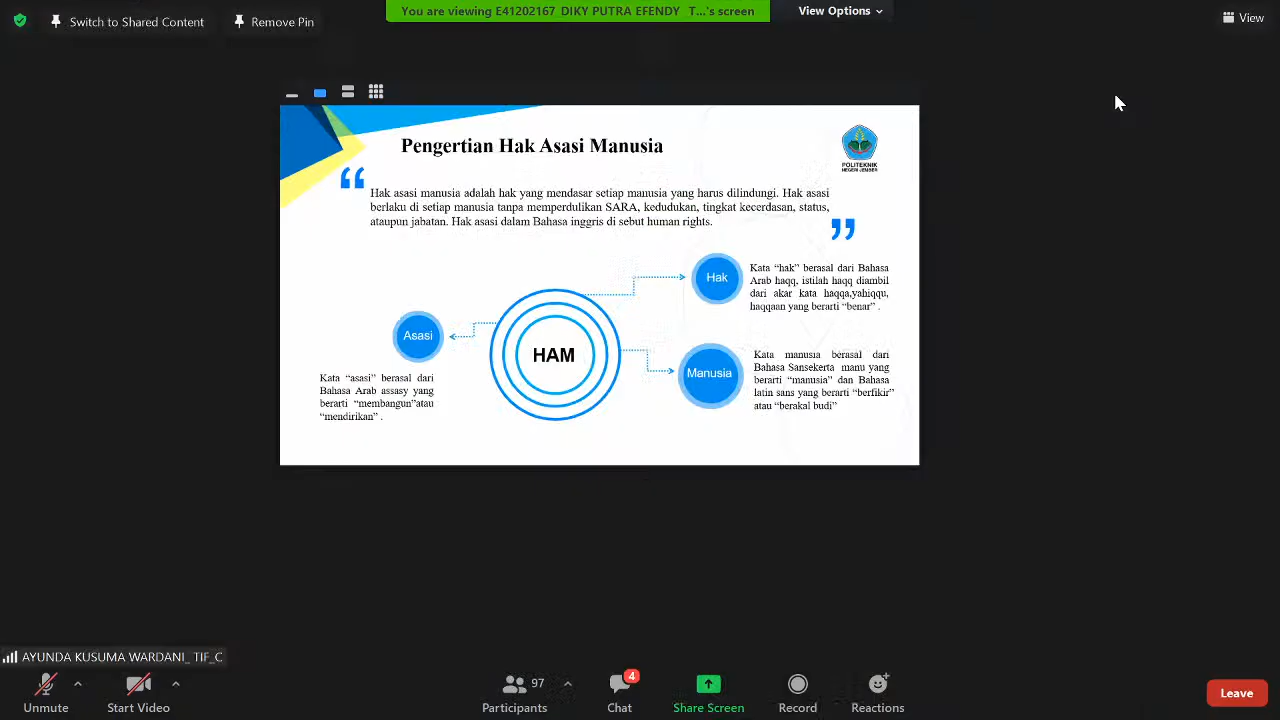 You are viewing E41202167_DIKY PUTRA EFENDY _T...'s screen
View Options
Switch to Shared Content
Remove Pin
View
Pengertian Hak Asasi Manusia
POLITEKNIK
NEGERI JEMBER
“
Hak asasi manusia adalah hak yang mendasar setiap manusia yang harus dilindungi. Hak asasi
berlaku di setiap manusia tanpa memperdulikan SARA, kedudukan, tingkat kecerdasan, status,
ataupun jabatan. Hak asasi dalam Bahasa inggris di sebut human rights.
”
Hak
Kata “hak” berasal dari Bahasa
Arab haqq, istilah haqq diambil
dari akar kata haqqa,yahiqqu,
haqqaan yang berarti “benar” .
Asasi
HAM
Manusia
Kata “asasi” berasal dari
Bahasa Arab assasy yang
berarti “membangun”atau
“mendirikan” .
Kata manusia berasal dari
Bahasa Sansekerta manu yang
berarti “manusia” dan Bahasa
latin sans yang berarti “berfikir”
atau “berakal budi”
AYUNDA KUSUMA WARDANI_ TIF_C
Unmute
Start Video
97
Participants
4
Chat
Share Screen
Record
Reactions
Leave